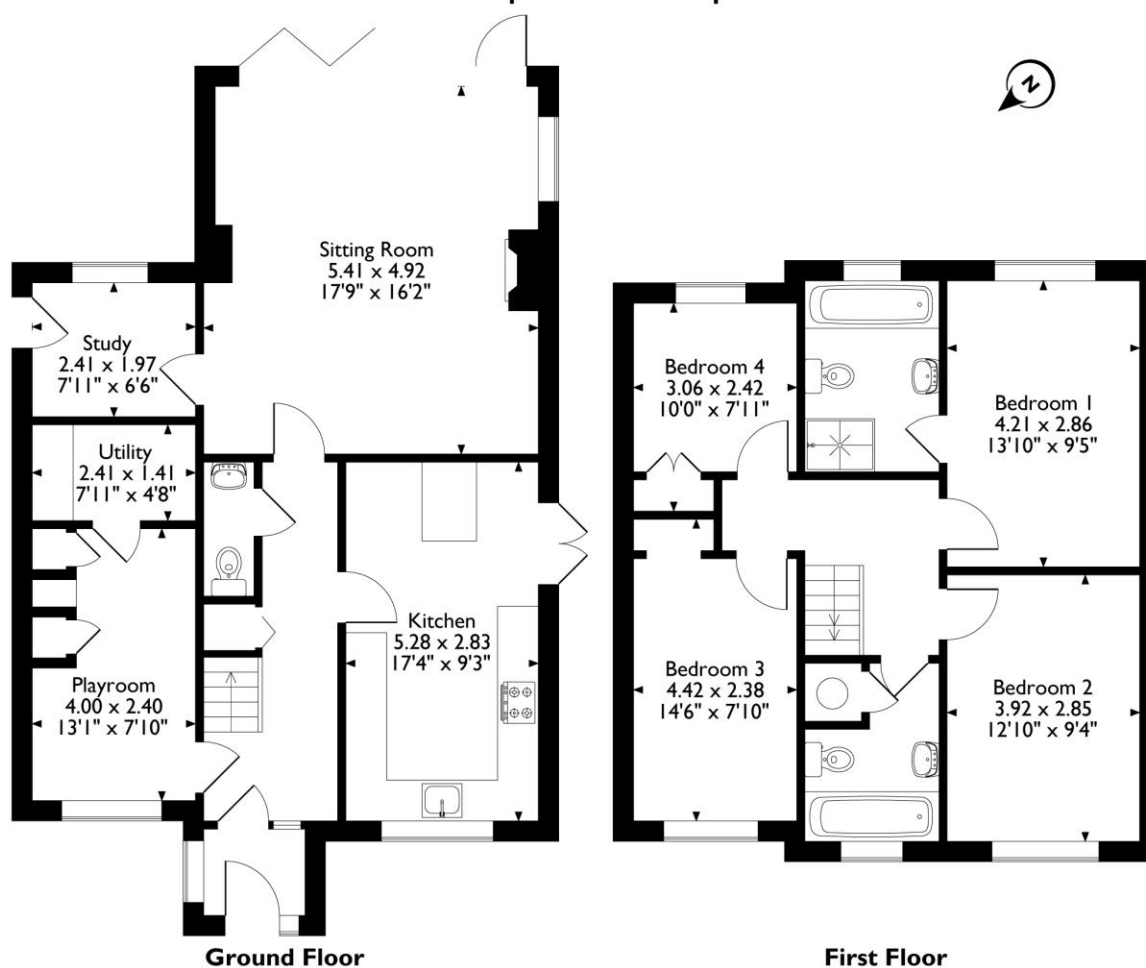 N
Sitting Room
5.41 x 4.92
17'9" x 16'2"
Study
2.41 x 1.97
7'11" x 6'6"
Utility
2.41 x 1.41
7'11" x 4'8"
Kitchen
5.28 x 2.83
17'4" x 9'3"
Playroom
4.00 x 2.40
13'1" x 7'10"
Ground Floor
Bedroom 4
3.06 x 2.42
10'0" x 7'11"
Bedroom 1
4.21 x 2.86
13'10" x 9'5"
Bedroom 3
4.42 x 2.38
14'6" x 7'10"
Bedroom 2
3.92 x 2.85
12'10" x 9'4"
First Floor